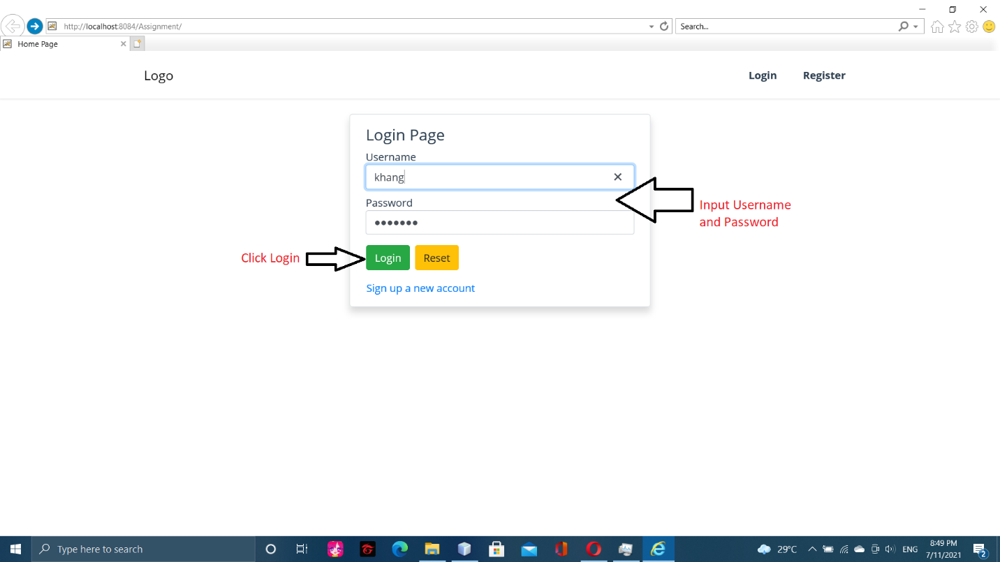 http://localhost:8084/Assignment/
Search...
Home Page
Logo
Login
Register
Login Page
Username
khang
Password
Input Username
and Password
Click Login
Login
Reset
Sign up a new account
Type here to search
29°C
ENG
8:49 PM
7/11/2021
2